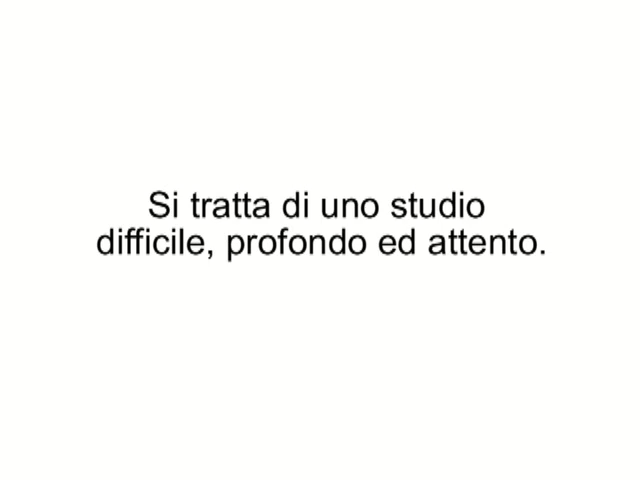 Si tratta di uno studio
difficile, profondo ed attento.